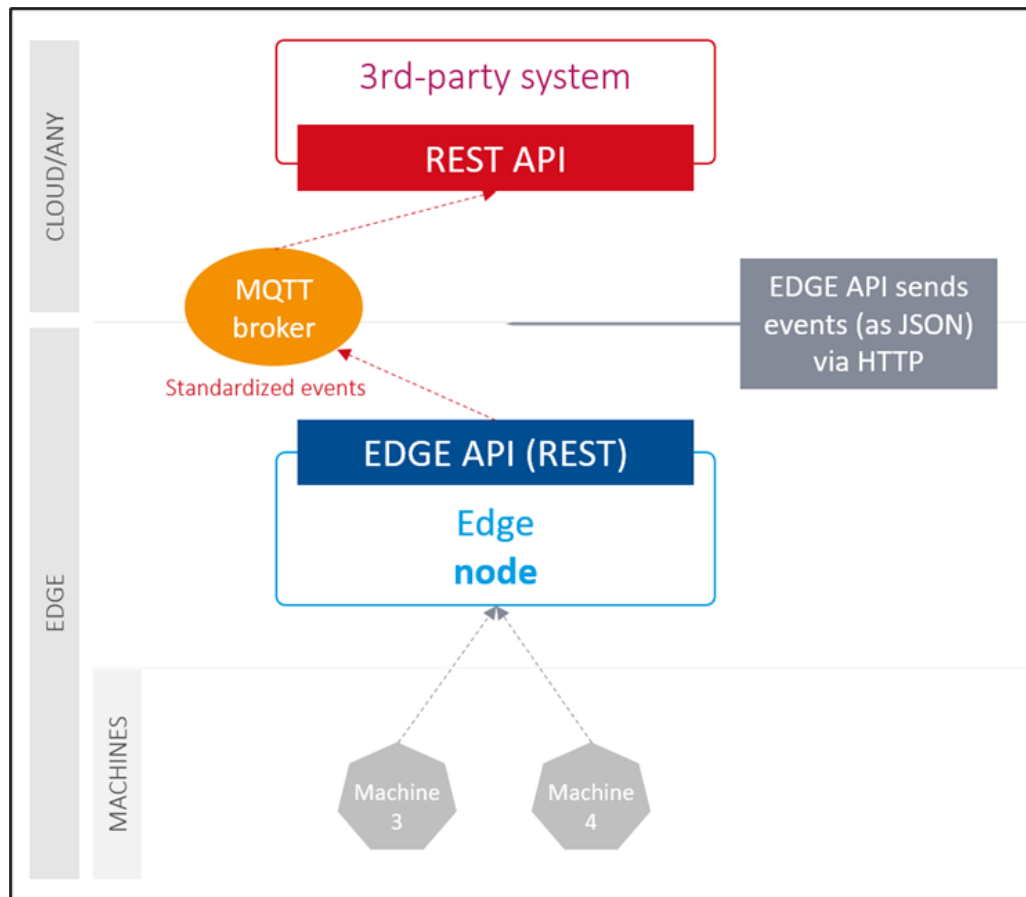 3rd-party system
REST API
CLOUD/ANY
MQTT
broker
EDGE API sends
events (as JSON)
via HTTP
Standardized events
EDGE API (REST)
Edge
node
EDGE
MACHINES
Machine
3
Machine
4